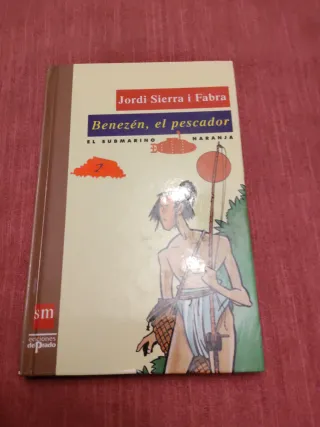 Jordi Sierra i Fabra
Benezén, el pescador
EL SUBMARINO NARANJA
7
sm
ediciones
del Prado